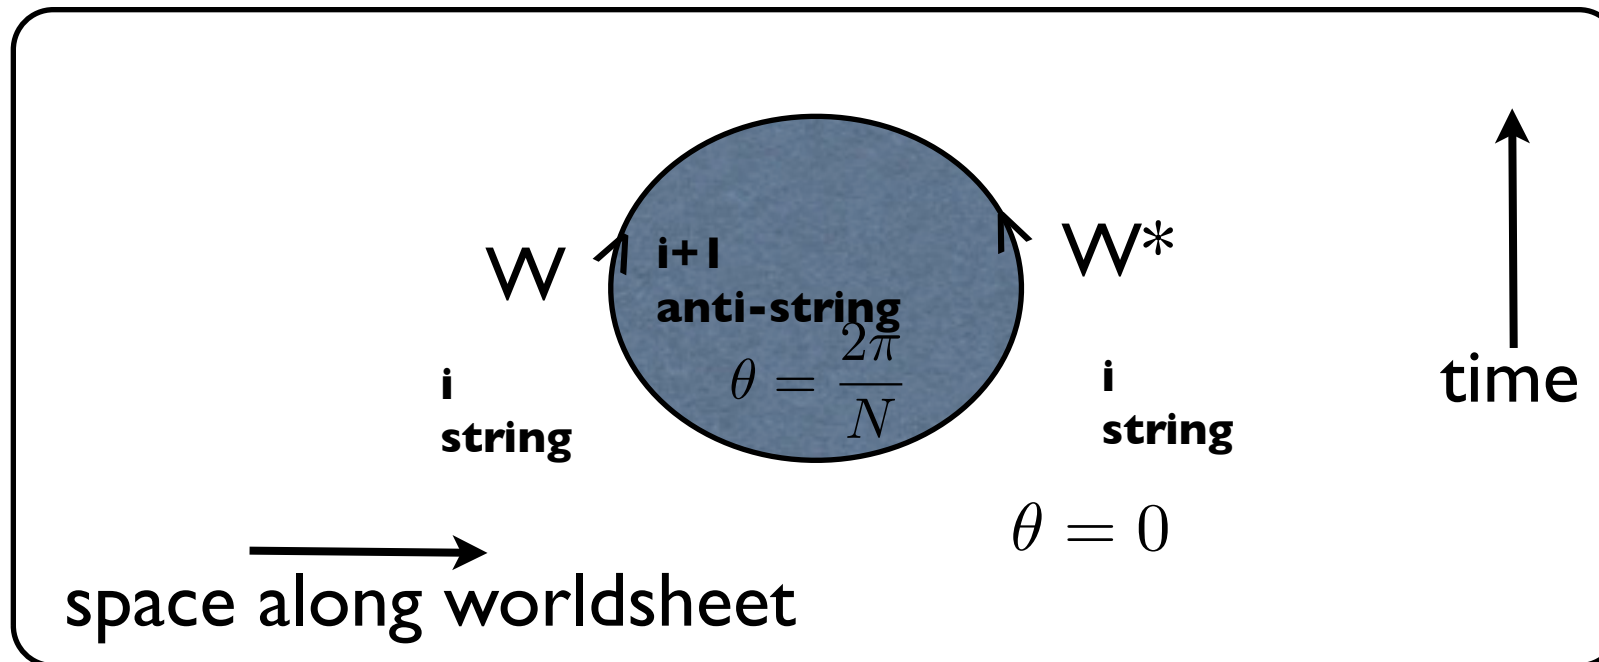 W
i+1
anti-string
θ = 2π/N
W*
i
string
i
string
time
θ = 0
space along worldsheet